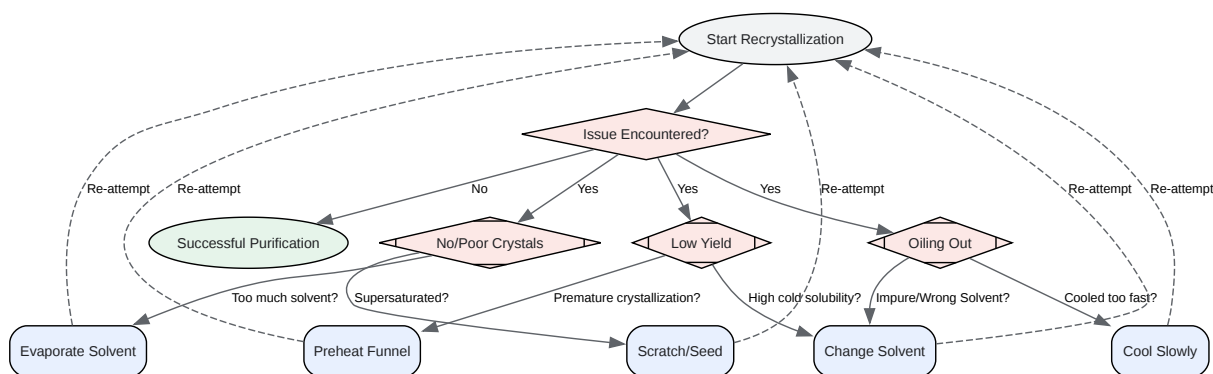 Start Recrystallization
Issue Encountered?
Re-attempt
Re-attempt
No
Yes
Yes
Yes
Re-attempt
Re-attempt
Re-attempt
Successful Purification
No/Poor Crystals
Low Yield
Oiling Out
Too much solvent?
Supersaturated?
Premature crystallization?
High cold solubility?
Impure/Wrong Solvent?
Cooled too fast?
Evaporate Solvent
Preheat Funnel
Scratch/Seed
Change Solvent
Cool Slowly